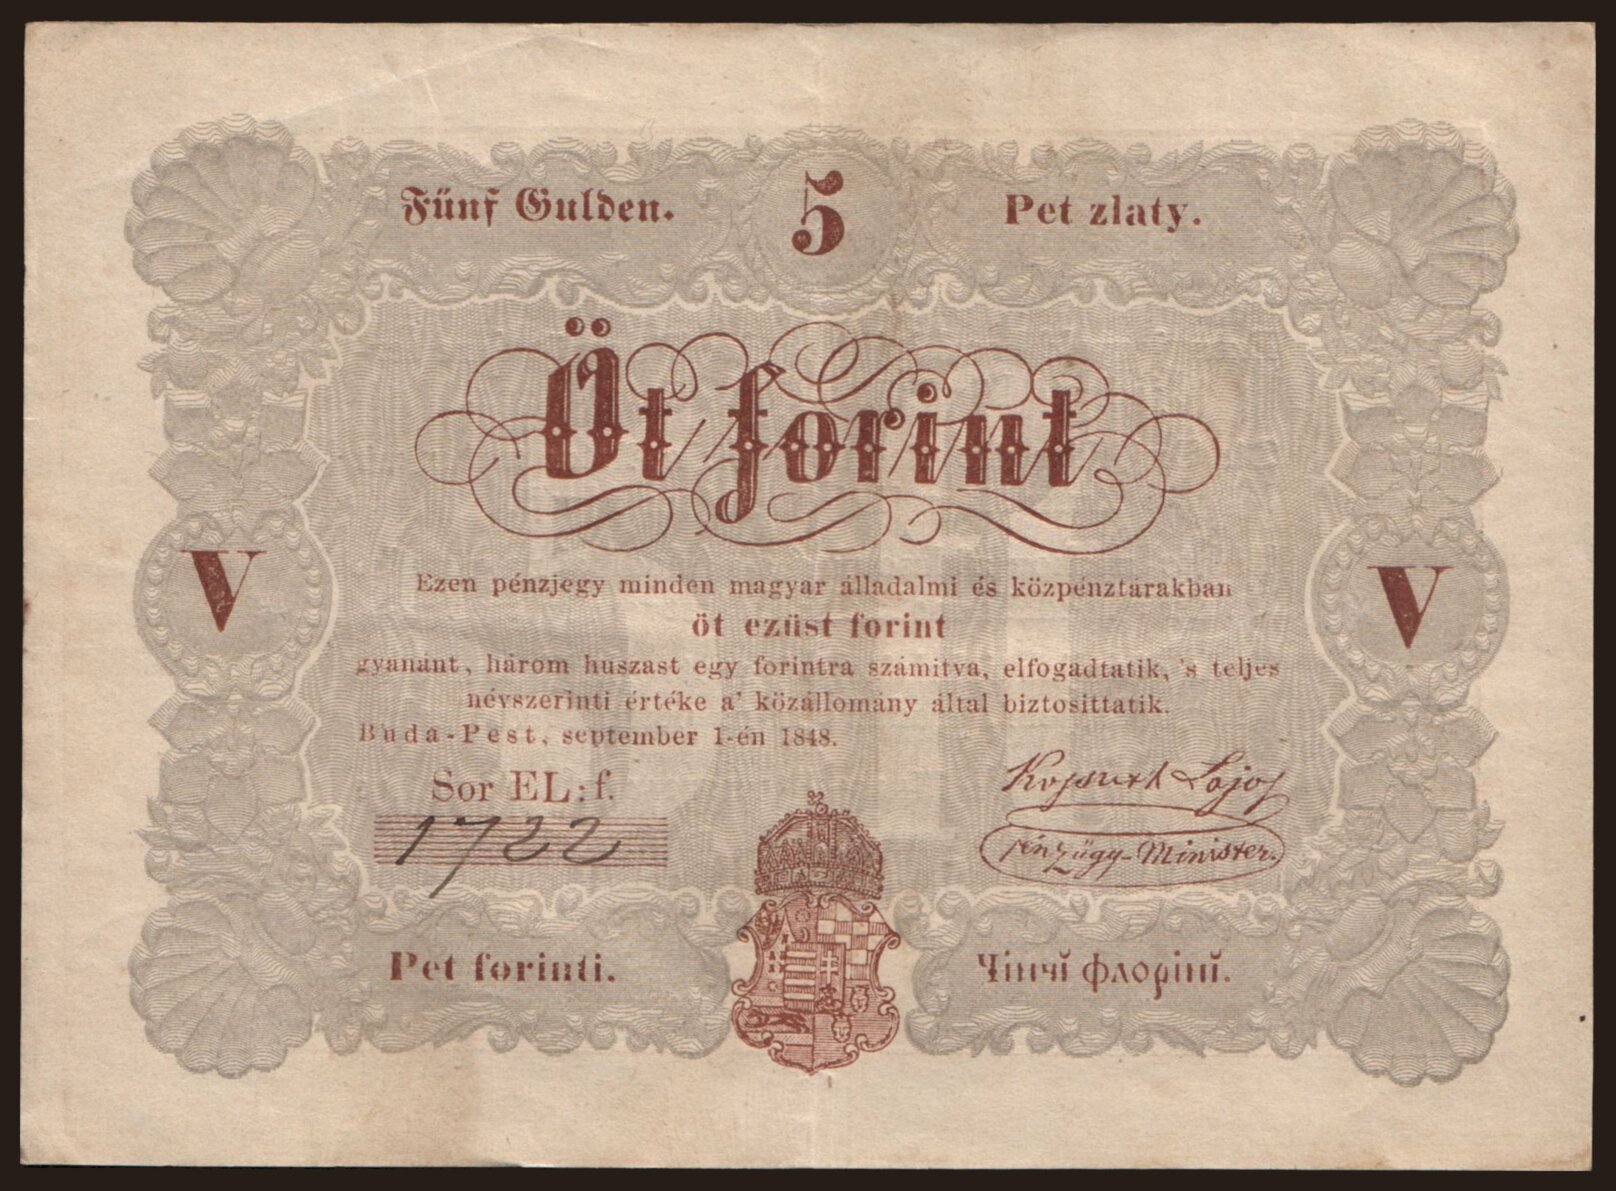 Fünf Gulden.
5
Pet zlaty.
Öt forint
V
V
Ezen pénzjegy minden magyar álladalmi és középénztárakban
öt ezüst forint
gyanánt, három huszast egy forintra számitva, elfogadtatik, 's teljes
névszerinti értéke a' közállomány által biztosittatik.
Buda-Pest, september 1-én 1848.
Sor EL:f.
1722
Kossuth Lajos
pénzügy-Minister.
Pet forinti.
Чінчĭ флоріні̆.